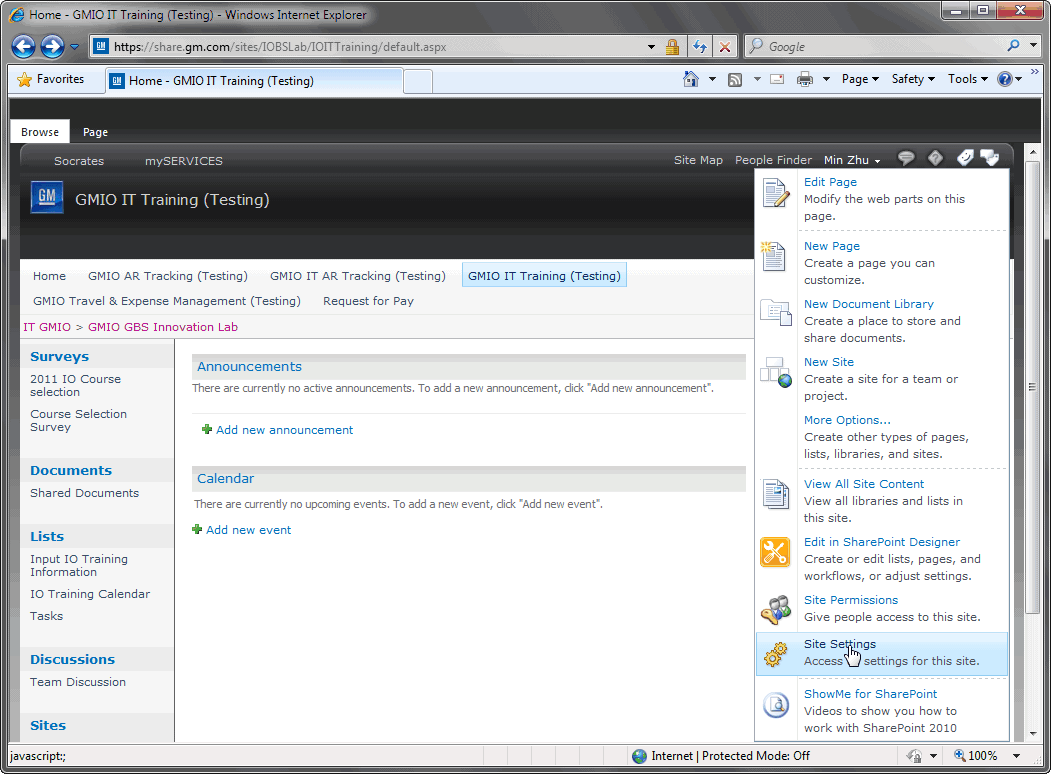 Home - GMIO IT Training (Testing) - Windows Internet Explorer
https://share.gm.com/sites/IOBSLab/IOITTraining/default.aspx
Google
Favorites
GM
Home - GMIO IT Training (Testing)
Page
Safety
Tools
Browse
Page
Socrates
mySERVICES
Site Map
People Finder
Min Zhu
GM
GMIO IT Training (Testing)
Home
GMIO AR Tracking (Testing)
GMIO IT AR Tracking (Testing)
GMIO IT Training (Testing)
GMIO Travel & Expense Management (Testing)
Request for Pay
IT GMIO > GMIO GBS Innovation Lab
Surveys
2011 IO Course
selection
Course Selection
Survey
Documents
Shared Documents
Lists
Input IO Training
Information
IO Training Calendar
Tasks
Discussions
Team Discussion
Sites
Announcements
There are currently no active announcements. To add a new announcement, click "Add new announcement".
Add new announcement
Calendar
There are currently no upcoming events. To add a new event, click "Add new event".
Add new event
Edit Page
Modify the web parts on this
page.
New Page
Create a page you can
customize.
New Document Library
Create a place to store and
share documents.
New Site
Create a site for a team or
project.
More Options...
Create other types of pages,
lists, libraries, and sites.
View All Site Content
View all libraries and lists in
this site.
Edit in SharePoint Designer
Create or edit lists, pages, and
workflows, or adjust settings.
Site Permissions
Give people access to this site.
Site Settings
Access settings for this site.
ShowMe for SharePoint
Videos to show you how to
work with SharePoint 2010
javascript:;
Internet | Protected Mode: Off
100%